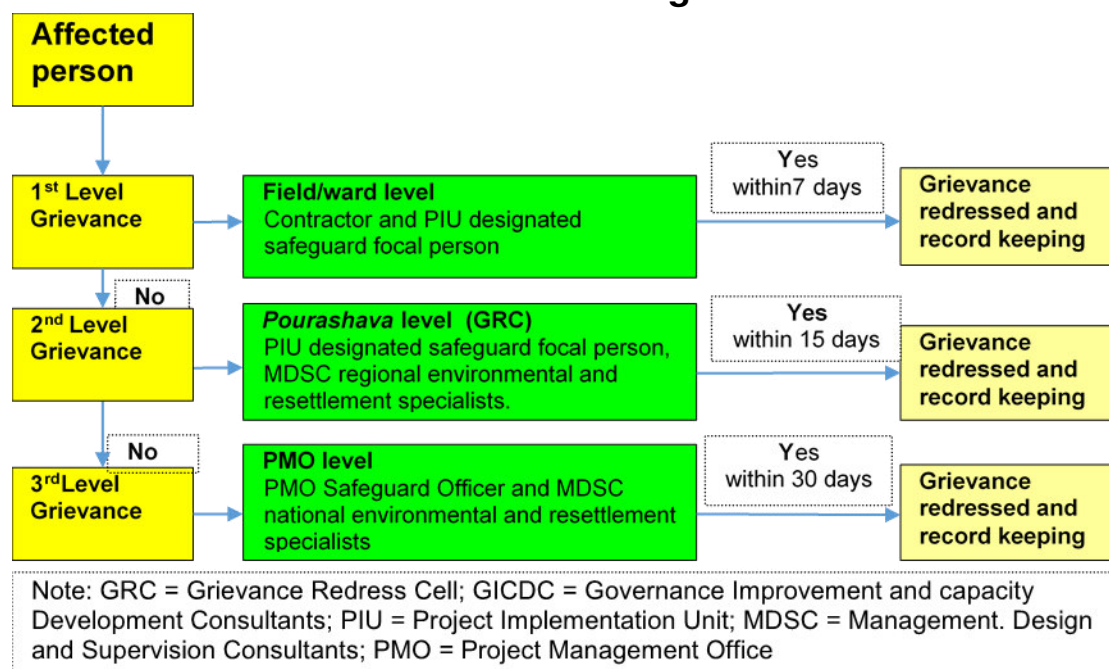 Affected
person
1st Level
Grievance
Field/ward level
Contractor and PIU designated
safeguard focal person
Yes
within7 days
Grievance
redressed and
record keeping
No
2nd Level
Grievance
Pourashava level (GRC)
PIU designated safeguard focal person,
MDSC regional environmental and
resettlement specialists.
Yes
within 15 days
Grievance
redressed and
record keeping
No
3rdLevel
Grievance
PMO level
PMO Safeguard Officer and MDSC
national environmental and resettlement
specialists
Yes
within 30 days
Grievance
redressed and
record keeping
Note: GRC = Grievance Redress Cell; GICDC = Governance Improvement and capacity
Development Consultants; PIU = Project Implementation Unit; MDSC = Management. Design
and Supervision Consultants; PMO = Project Management Office